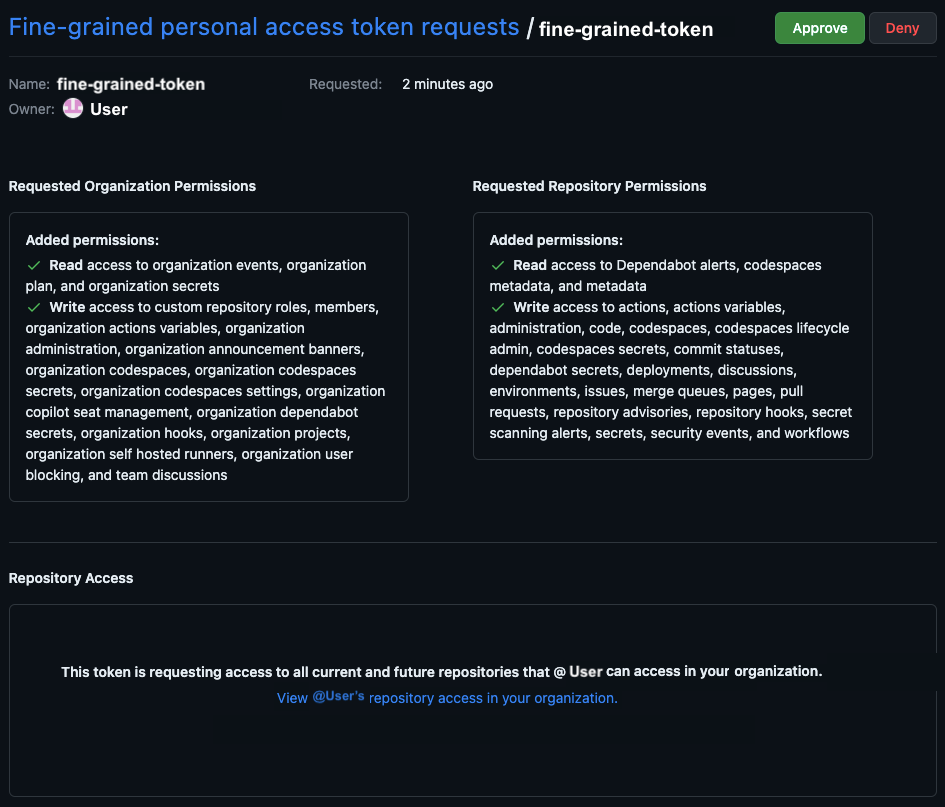 Fine-grained personal access token requests / fine-grained-token
Approve
Deny
Name: fine-grained-token
Requested: 2 minutes ago
Owner: User
Requested Organization Permissions
Added permissions:
Read access to organization events, organization
plan, and organization secrets
Write access to custom repository roles, members,
organization actions variables, organization
administration, organization announcement banners,
organization codespaces, organization codespaces
secrets, organization codespaces settings, organization
copilot seat management, organization dependabot
secrets, organization hooks, organization projects,
organization self hosted runners, organization user
blocking, and team discussions
Requested Repository Permissions
Added permissions:
Read access to Dependabot alerts, codespaces
metadata, and metadata
Write access to actions, actions variables,
administration, code, codespaces, codespaces lifecycle
admin, codespaces secrets, commit statuses,
dependabot secrets, deployments, discussions,
environments, issues, merge queues, pages, pull
requests, repository advisories, repository hooks, secret
scanning alerts, secrets, security events, and workflows
Repository Access
This token is requesting access to all current and future repositories that @ User can access in your organization.
View @User's repository access in your organization.